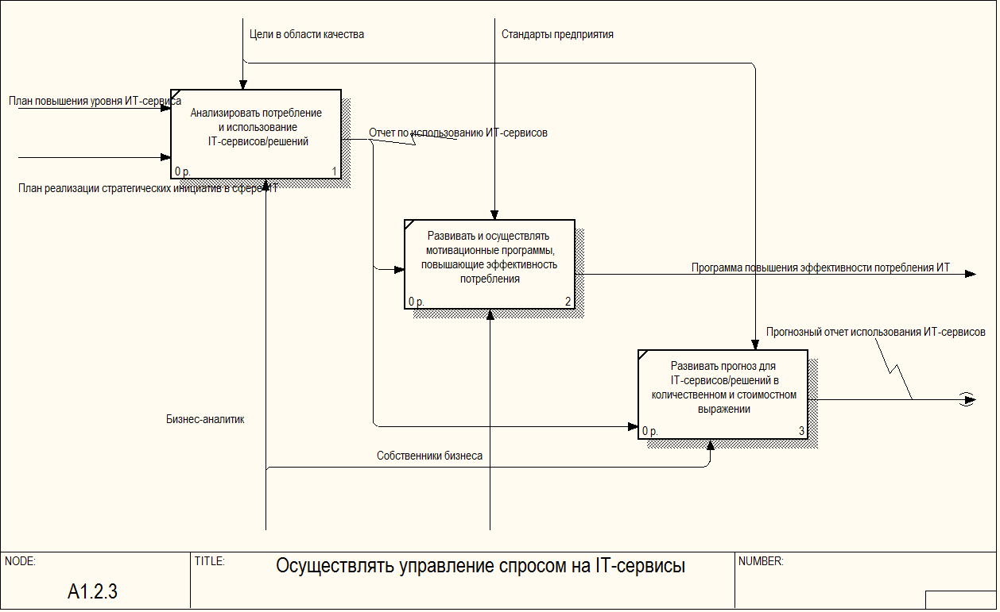 Цели в области качества
Стандарты предприятия
План повышения уровня ИТ-сервиса
Анализировать потребление
и использование
IT-сервисов/решений
0 р.
1
Отчет по использованию ИТ-сервисов
План реализации стратегических инициатив в сфере ИТ
Развивать и осуществлять
мотивационные программы,
повышающие эффективность
потребления
0 р.
2
Программа повышения эффективности потребления ИТ
Прогнозный отчет использования ИТ-сервисов
Развивать прогноз для
IT-сервисов/решений в
количественном и стоимостном
выражении
0 р.
3
Бизнес-аналитик
Собственники бизнеса
NODE:
A1.2.3
TITLE:
Осуществлять управление спросом на IT-сервисы
NUMBER: